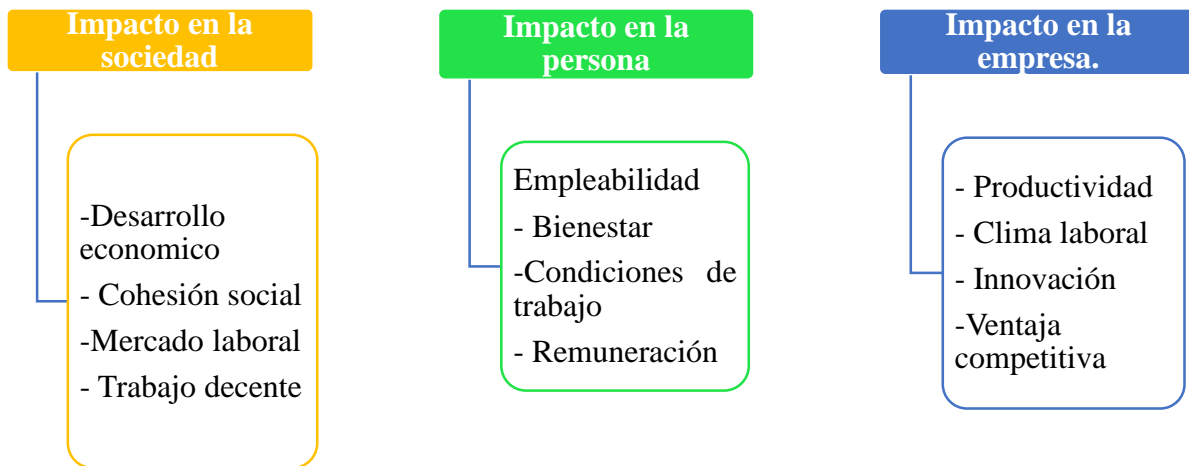 Impacto en la
sociedad
-Desarrollo
economico
- Cohesión social
-Mercado laboral
- Trabajo decente
Impacto en la
persona
Empleabilidad
- Bienestar
-Condiciones de
trabajo
- Remuneración
Impacto en la
empresa.
- Productividad
- Clima laboral
- Innovación
-Ventaja
competitiva